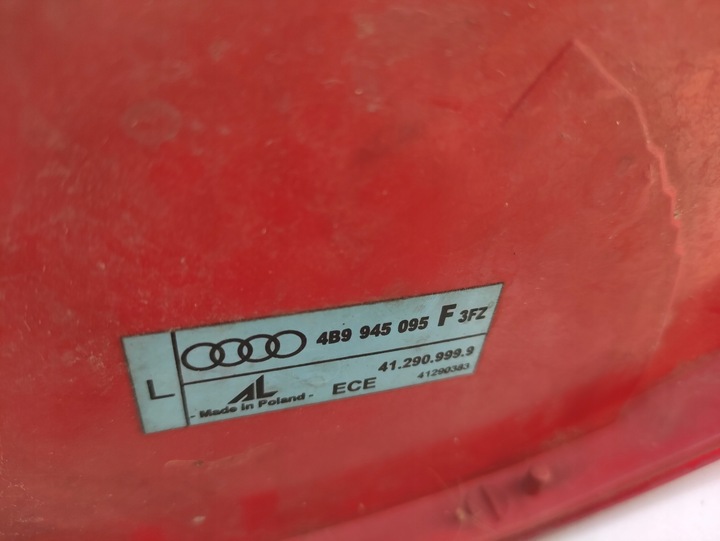 L
4B9 945 095 F 3FZ
41.290.999.9
AL ECE 41290383
- Made in Poland -